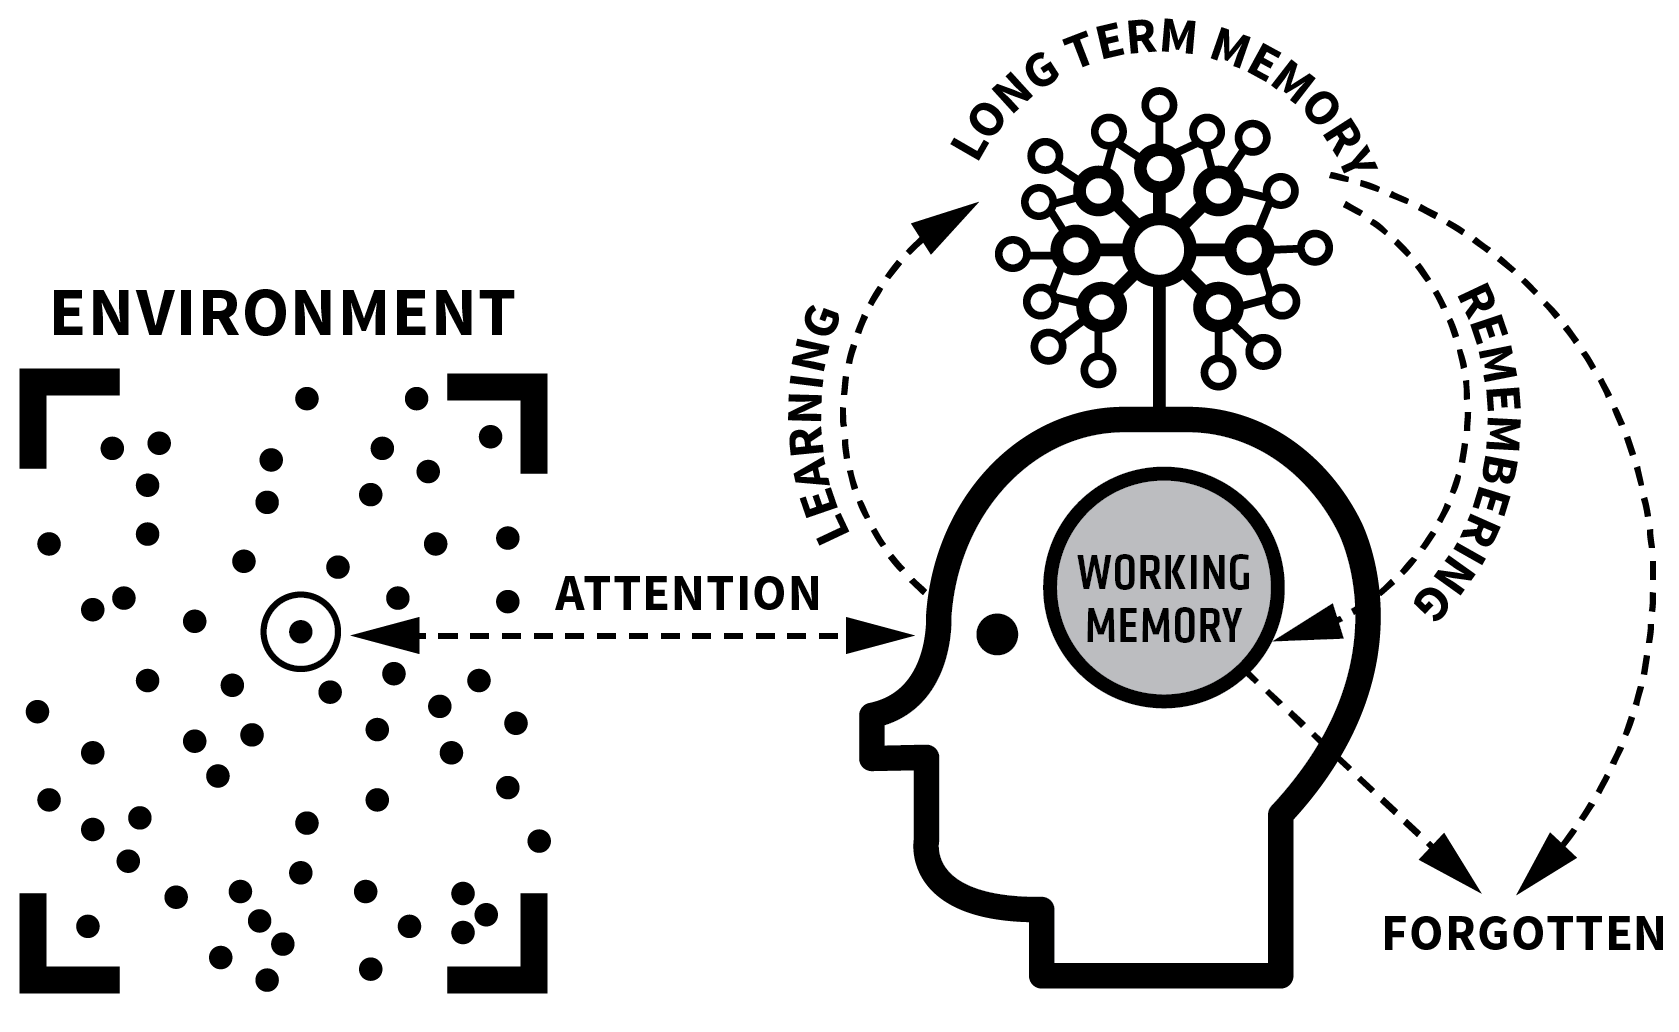 LONG TERM MEMORY
ENVIRONMENT
LEARNING
REMEMBERING
ATTENTION
WORKING
MEMORY
FORGOTTEN